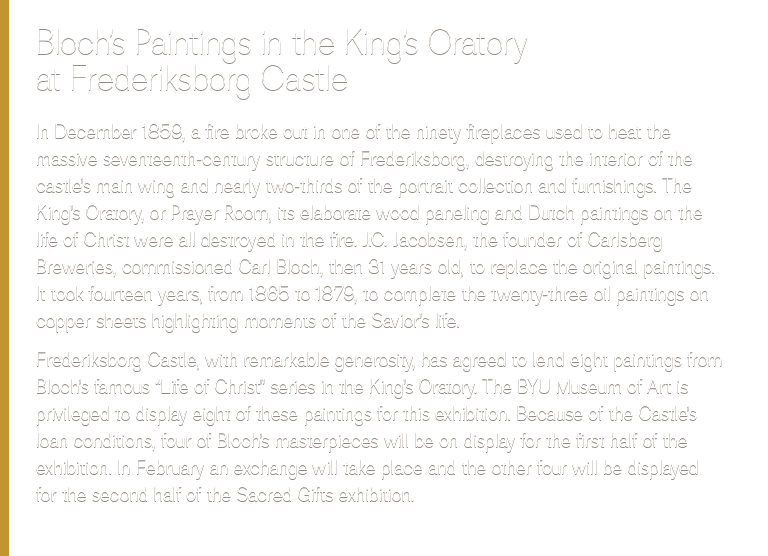 Bloch's Paintings in the King's Oratory
at Frederiksborg Castle
In December 1859, a fire broke out in one of the ninety fireplaces used to heat the
massive seventeenth-century structure of Frederiksborg, destroying the interior of the
castle's main wing and nearly two-thirds of the portrait collection and furnishings. The
King's Oratory, or Prayer Room, its elaborate wood paneling and Dutch paintings on the
life of Christ were all destroyed in the fire. J.C. Jacobsen, the founder of Carlsberg
Breweries, commissioned Carl Bloch, then 31 years old, to replace the original paintings.
It took fourteen years, from 1865 to 1879, to complete the twenty-three oil paintings on
copper sheets highlighting moments of the Savior's life.
Frederiksborg Castle, with remarkable generosity, has agreed to lend eight paintings from
Bloch's famous “Life of Christ” series in the King's Oratory. The BYU Museum of Art is
privileged to display eight of these paintings for this exhibition. Because of the Castle's
loan conditions, four of Bloch's masterpieces will be on display for the first half of the
exhibition. In February an exchange will take place and the other four will be displayed
for the second half of the Sacred Gifts exhibition.